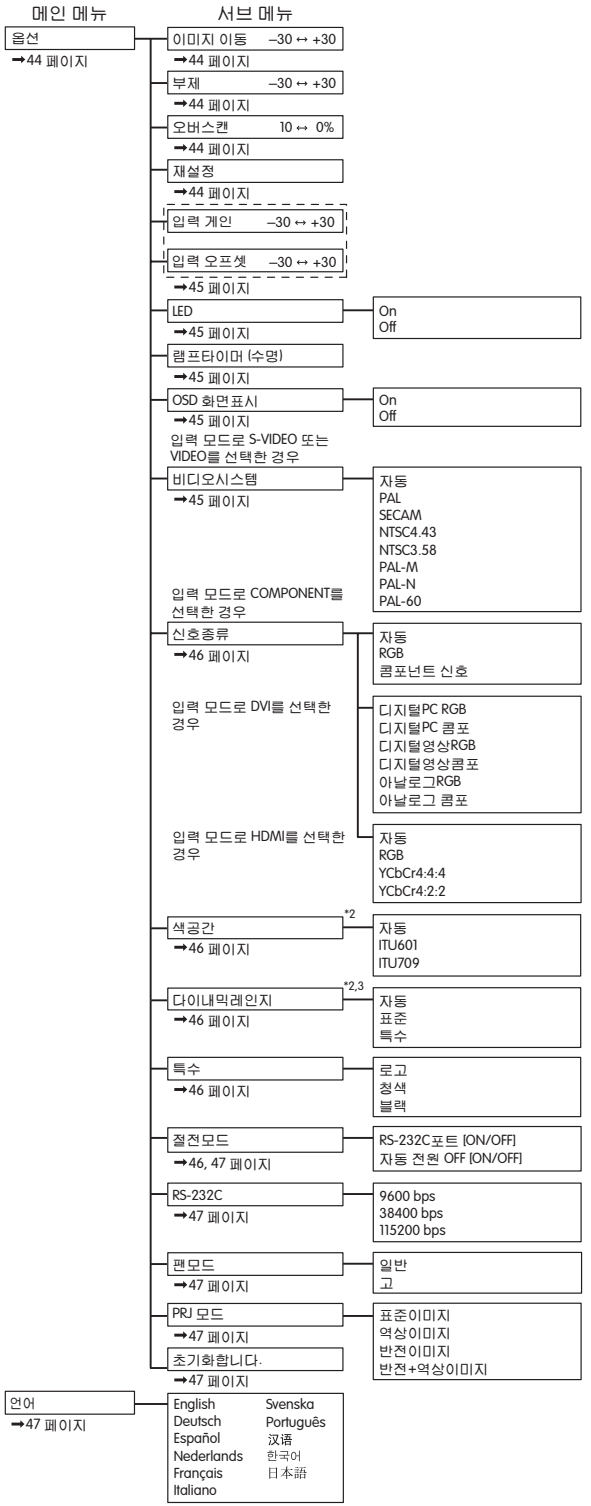 메인 메뉴
서브 메뉴
옵션
➞44 페이지
이미지 이동 –30 ↔ +30
➞44 페이지
부제 –30 ↔ +30
➞44 페이지
오버스캔 10 ↔ 0%
➞44 페이지
재설정
➞44 페이지
입력 게인 –30 ↔ +30
입력 오프셋 –30 ↔ +30
➞45 페이지
LED
➞45 페이지
On
Off
램프타이머 (수명)
➞45 페이지
OSD 화면표시
➞45 페이지
On
Off
입력 모드로 S-VIDEO 또는
VIDEO를 선택한 경우
비디오시스템
➞45 페이지
자동
PAL
SECAM
NTSC4.43
NTSC3.58
PAL-M
PAL-N
PAL-60
입력 모드로 COMPONENT를
선택한 경우
신호종류
➞46 페이지
자동
RGB
콤포넌트 신호
입력 모드로 DVI를 선택한
경우
디지털PC RGB
디지털PC 콤포
디지털영상RGB
디지털영상콤포
아날로그RGB
아날로그 콤포
입력 모드로 HDMI를 선택한
경우
자동
RGB
YCbCr4:4:4
YCbCr4:2:2
색공간
*2
➞46 페이지
자동
ITU601
ITU709
다이내믹레인지
*2,3
➞46 페이지
자동
표준
특수
특수
➞46 페이지
로고
청색
블랙
절전모드
➞46, 47 페이지
RS-232C포트 [ON/OFF]
자동 전원 OFF [ON/OFF]
RS-232C
➞47 페이지
9600 bps
38400 bps
115200 bps
팬모드
➞47 페이지
일반
고
PRJ 모드
➞47 페이지
표준이미지
역상이미지
반전이미지
반전+역상이미지
초기화합니다.
➞47 페이지
언어
➞47 페이지
English Svenska
Deutsch Português
Español 汉语
Nederlands 한국어
Français 日本語
Italiano